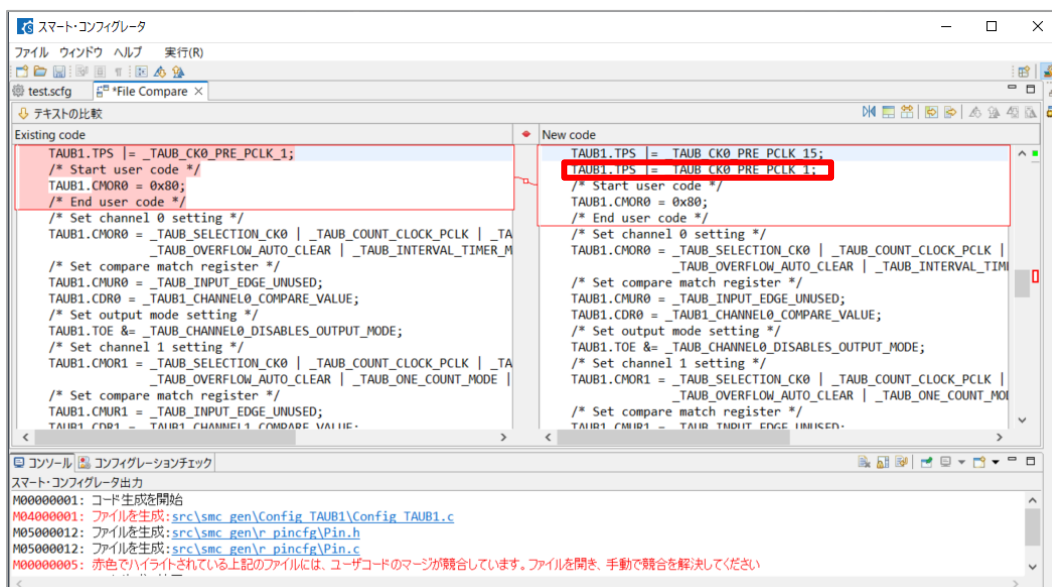 スマート・コンフィグレータ
ファイル ウィンドウ ヘルプ 実行(R)
test.scfg *File Compare
テキストの比較
Existing code
TAUB1.TPS |= _TAUB_CK0_PRE_PCLK_1;
/* Start user code */
TAUB1.CMOR0 = 0x80;
/* End user code */
/* Set channel 0 setting */
TAUB1.CMOR0 = _TAUB_SELECTION_CK0 | _TAUB_COUNT_CLOCK_PCLK | _TA
_TAUB_OVERFLOW_AUTO_CLEAR | _TAUB_INTERVAL_TIMER_M
/* Set compare match register */
TAUB1.CMUR0 = _TAUB_INPUT_EDGE_UNUSED;
TAUB1.CDR0 = _TAUB1_CHANNEL0_COMPARE_VALUE;
/* Set output mode setting */
TAUB1.TOE &= _TAUB_CHANNEL0_DISABLES_OUTPUT_MODE;
/* Set channel 1 setting */
TAUB1.CMOR1 = _TAUB_SELECTION_CK0 | _TAUB_COUNT_CLOCK_PCLK | _TA
_TAUB_OVERFLOW_AUTO_CLEAR | _TAUB_ONE_COUNT_MODE |
/* Set compare match register */
TAUB1.CMUR1 = _TAUB_INPUT_EDGE_UNUSED;
TAUB1.CDR1 = _TAUB1_CHANNEL1_COMPARE_VALUE;
New code
TAUB1.TPS |= _TAUB_CK0_PRE_PCLK_15;
TAUB1.TPS |= _TAUB_CK0_PRE_PCLK_1;
/* Start user code */
TAUB1.CMOR0 = 0x80;
/* End user code */
/* Set channel 0 setting */
TAUB1.CMOR0 = _TAUB_SELECTION_CK0 | _TAUB_COUNT_CLOCK_PCLK |
_TAUB_OVERFLOW_AUTO_CLEAR | _TAUB_INTERVAL_TIM
/* Set compare match register */
TAUB1.CMUR0 = _TAUB_INPUT_EDGE_UNUSED;
TAUB1.CDR0 = _TAUB1_CHANNEL0_COMPARE_VALUE;
/* Set output mode setting */
TAUB1.TOE &= _TAUB_CHANNEL0_DISABLES_OUTPUT_MODE;
/* Set channel 1 setting */
TAUB1.CMOR1 = _TAUB_SELECTION_CK0 | _TAUB_COUNT_CLOCK_PCLK |
_TAUB_OVERFLOW_AUTO_CLEAR | _TAUB_ONE_COUNT_MO
/* Set compare match register */
TAUB1.CMUR1 = _TAUB_INPUT_EDGE_UNUSED;
コンソール コンフィグレーションチェック
スマート・コンフィグレータ出力
M00000001: コード生成を開始
M04000001: ファイルを生成:src\smc_gen\Config_TAUB1\Config_TAUB1.c
M05000012: ファイルを生成:src\smc_gen\r_pincfg\Pin.h
M05000012: ファイルを生成:src\smc_gen\r_pincfg\Pin.c
M00000005: 赤色でハイライトされている上記のファイルには、ユーザコードのマージが競合しています。ファイルを開き、手動で競合を解決してください